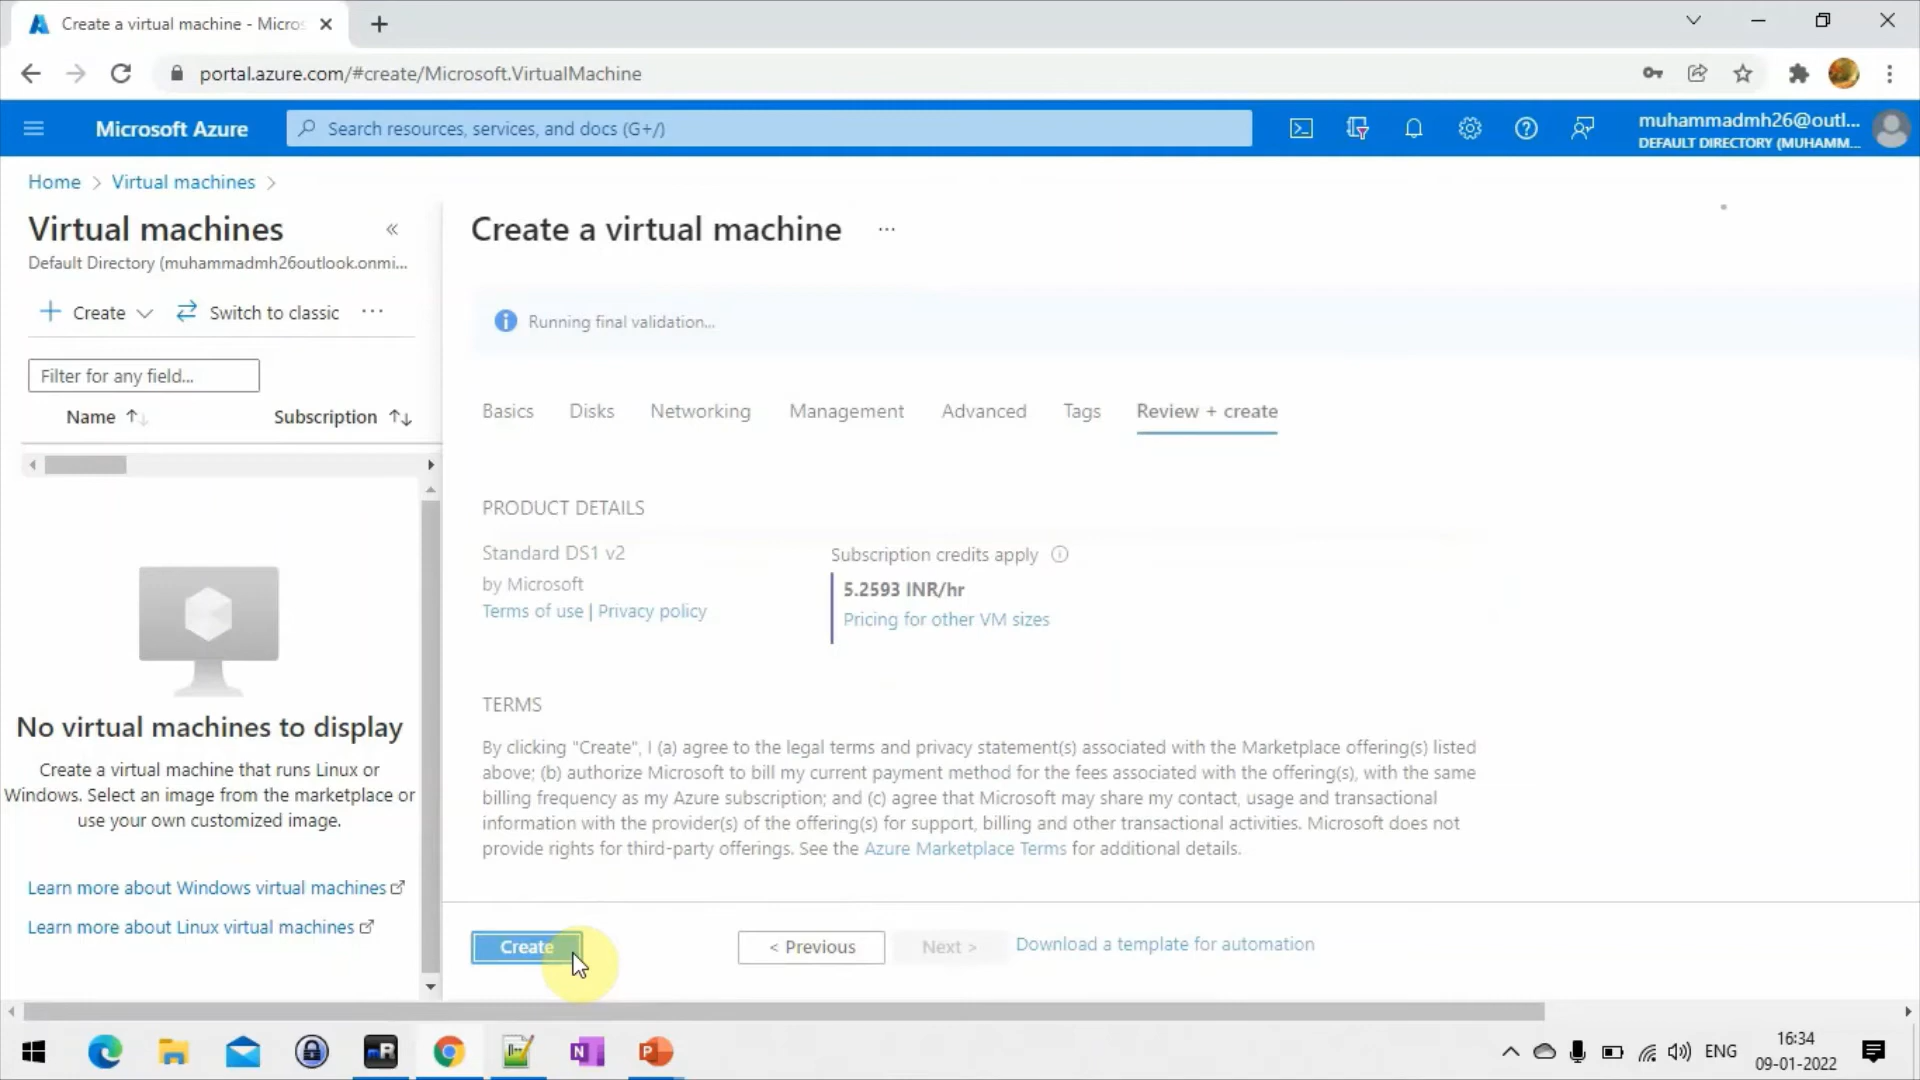 Create a virtual machine - Micros
portal.azure.com/#create/Microsoft.VirtualMachine
Microsoft Azure
Search resources, services, and docs (G+/)
muhammadmh26@outl...
DEFAULT DIRECTORY (MUHAMM...
Home > Virtual machines >
Virtual machines «
Default Directory (muhammadmh26outlook.onmi...
+ Create Switch to classic ...
Filter for any field...
Name ↑↓ Subscription ↑↓
No virtual machines to display
Create a virtual machine that runs Linux or
Windows. Select an image from the marketplace or
use your own customized image.
Learn more about Windows virtual machines
Learn more about Linux virtual machines
Create a virtual machine ...
Running final validation...
Basics Disks Networking Management Advanced Tags Review + create
PRODUCT DETAILS
Standard DS1 v2
by Microsoft
Terms of use | Privacy policy
Subscription credits apply
5.2593 INR/hr
Pricing for other VM sizes
TERMS
By clicking "Create", I (a) agree to the legal terms and privacy statement(s) associated with the Marketplace offering(s) listed
above; (b) authorize Microsoft to bill my current payment method for the fees associated with the offering(s), with the same
billing frequency as my Azure subscription; and (c) agree that Microsoft may share my contact, usage and transactional
information with the provider(s) of the offering(s) for support, billing and other transactional activities. Microsoft does not
provide rights for third-party offerings. See the Azure Marketplace Terms for additional details.
Create < Previous Next > Download a template for automation
ENG
16:34
09-01-2022